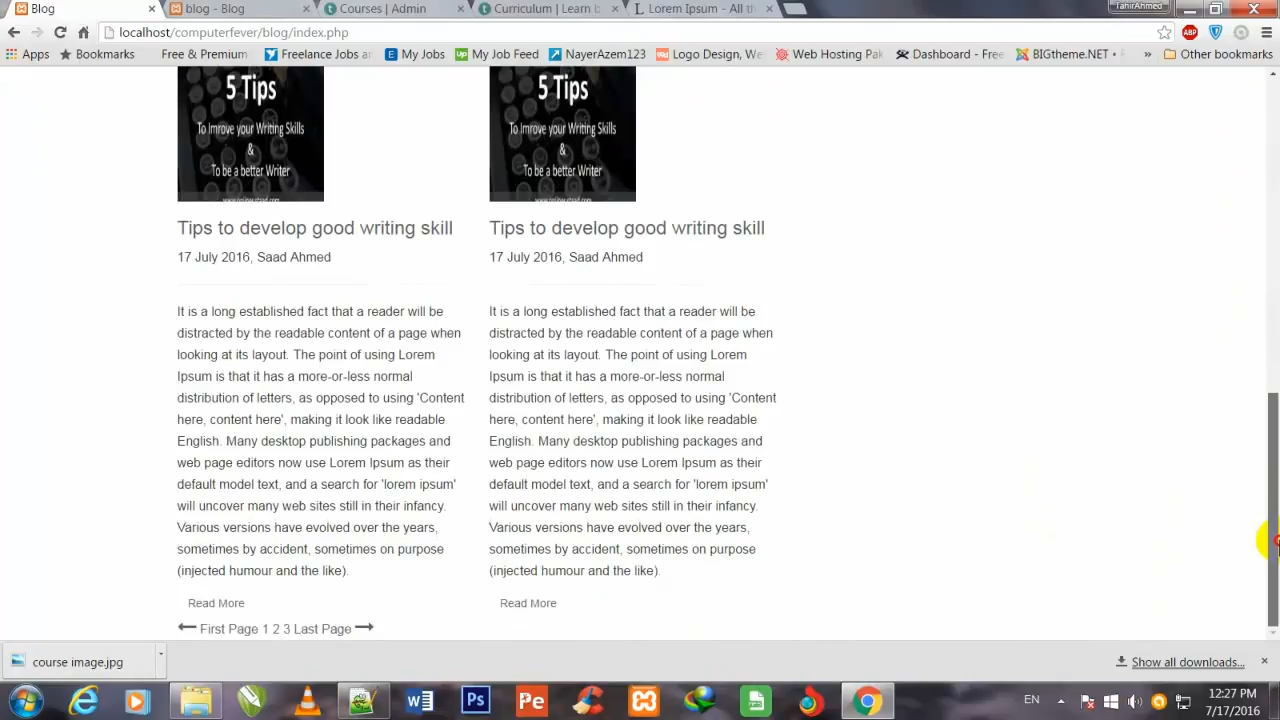 Blog
blog - Blog
Courses | Admin
Curriculum | Learn b
Lorem Ipsum - All th
TahirAhmed
localhost/computerfever/blog/index.php
ABP
Apps
Bookmarks
Free & Premium
Freelance Jobs and
My Jobs
My Job Feed
NayerAzem123
Logo Design, We
Web Hosting Pak
Dashboard - Free
BIGtheme.NET •
»
Other bookmarks
5 Tips
To Imrove your Writing Skills
&
To be a better Writer
5 Tips
To Imrove your Writing Skills
&
To be a better Writer
Tips to develop good writing skill
17 July 2016, Saad Ahmed
It is a long established fact that a reader will be
distracted by the readable content of a page when
looking at its layout. The point of using Lorem
Ipsum is that it has a more-or-less normal
distribution of letters, as opposed to using 'Content
here, content here', making it look like readable
English. Many desktop publishing packages and
web page editors now use Lorem Ipsum as their
default model text, and a search for 'lorem ipsum'
will uncover many web sites still in their infancy.
Various versions have evolved over the years,
sometimes by accident, sometimes on purpose
(injected humour and the like).
Read More
Tips to develop good writing skill
17 July 2016, Saad Ahmed
It is a long established fact that a reader will be
distracted by the readable content of a page when
looking at its layout. The point of using Lorem
Ipsum is that it has a more-or-less normal
distribution of letters, as opposed to using 'Content
here, content here', making it look like readable
English. Many desktop publishing packages and
web page editors now use Lorem Ipsum as their
default model text, and a search for 'lorem ipsum'
will uncover many web sites still in their infancy.
Various versions have evolved over the years,
sometimes by accident, sometimes on purpose
(injected humour and the like).
Read More
First Page 1 2 3 Last Page
course image.jpg
Show all downloads...
Ps
Pe
EN
12:27 PM
7/17/2016